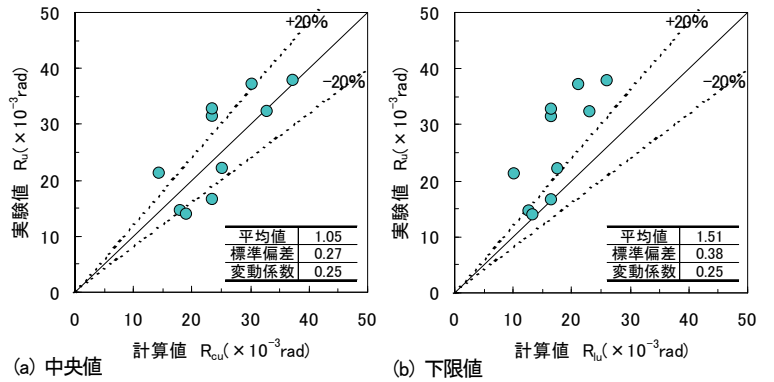 50
+20%
40
-20%
30
20
10
0
0
10
20
30
40
50
実験値 Ru(×10⁻³rad)
平均値 1.05
標準偏差 0.27
変動係数 0.25
計算値 Rcu(×10⁻³rad)
(a) 中央値
50
+20%
40
-20%
30
20
10
0
0
10
20
30
40
50
実験値 Ru(×10⁻³rad)
平均値 1.51
標準偏差 0.38
変動係数 0.25
計算値 Rlu(×10⁻³rad)
(b) 下限値